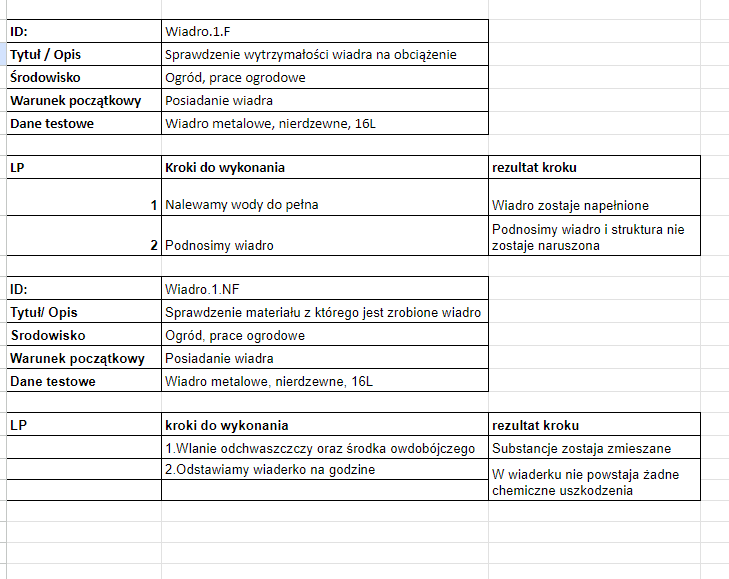 ID: Wiadro.1.F
Tytuł / Opis Sprawdzenie wytrzymałości wiadra na obciążenie
Środowisko Ogród, prace ogrodowe
Warunek początkowy Posiadanie wiadra
Dane testowe Wiadro metalowe, nierdzewne, 16L
LP Kroki do wykonania rezultat kroku
1 Nalewamy wody do pełna Wiadro zostaje napełnione
2 Podnosimy wiadro Podnosimy wiadro i struktura nie
zostaje naruszona
ID: Wiadro.1.NF
Tytuł/ Opis Sprawdzenie materiału z którego jest zrobione wiadro
Srodowisko Ogród, prace ogrodowe
Warunek początkowy Posiadanie wiadra
Dane testowe Wiadro metalowe, nierdzewne, 16L
LP kroki do wykonania rezultat kroku
1.Wlanie odchwaszczczy oraz środka owdobójczego Substancje zostaja zmieszane
2.Odstawiamy wiaderko na godzine W wiaderku nie powstaja żadne
chemiczne uszkodzenia